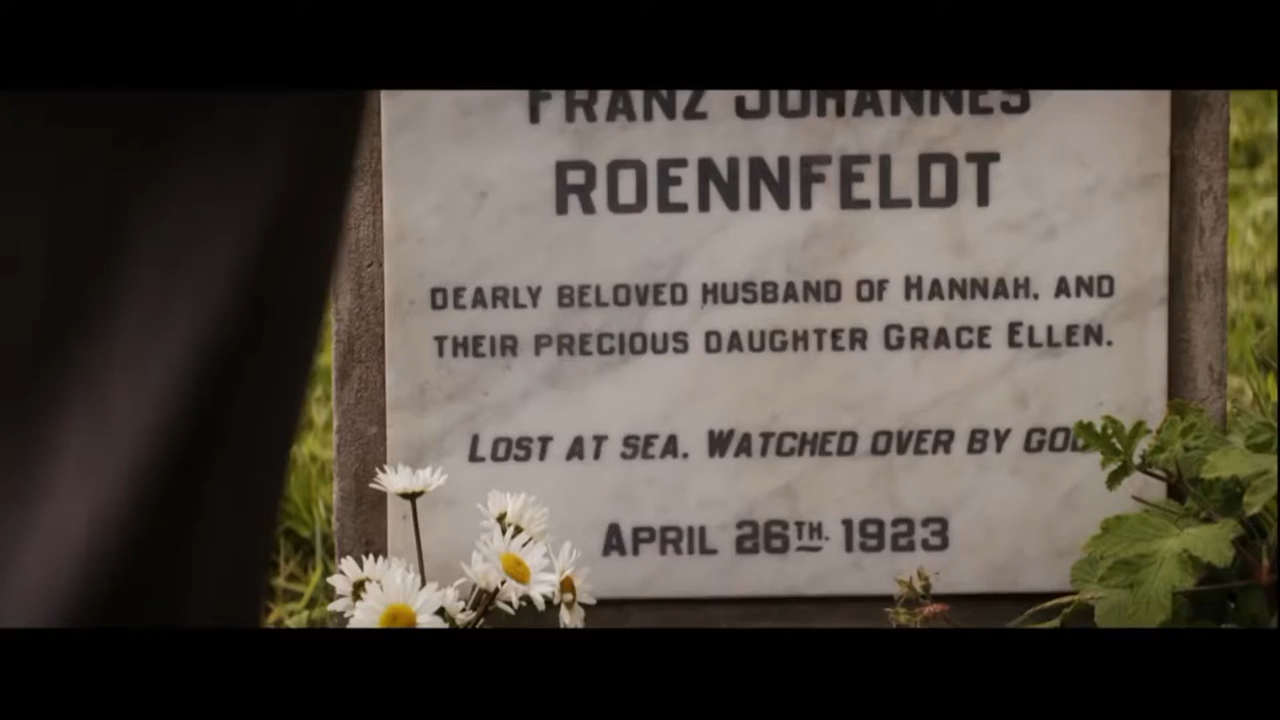 FRANZ JOHANNES
ROENNFELDT
DEARLY BELOVED HUSBAND OF HANNAH, AND
THEIR PRECIOUS DAUGHTER GRACE ELLEN.
LOST AT SEA. WATCHED OVER BY GOD
APRIL 26TH. 1923